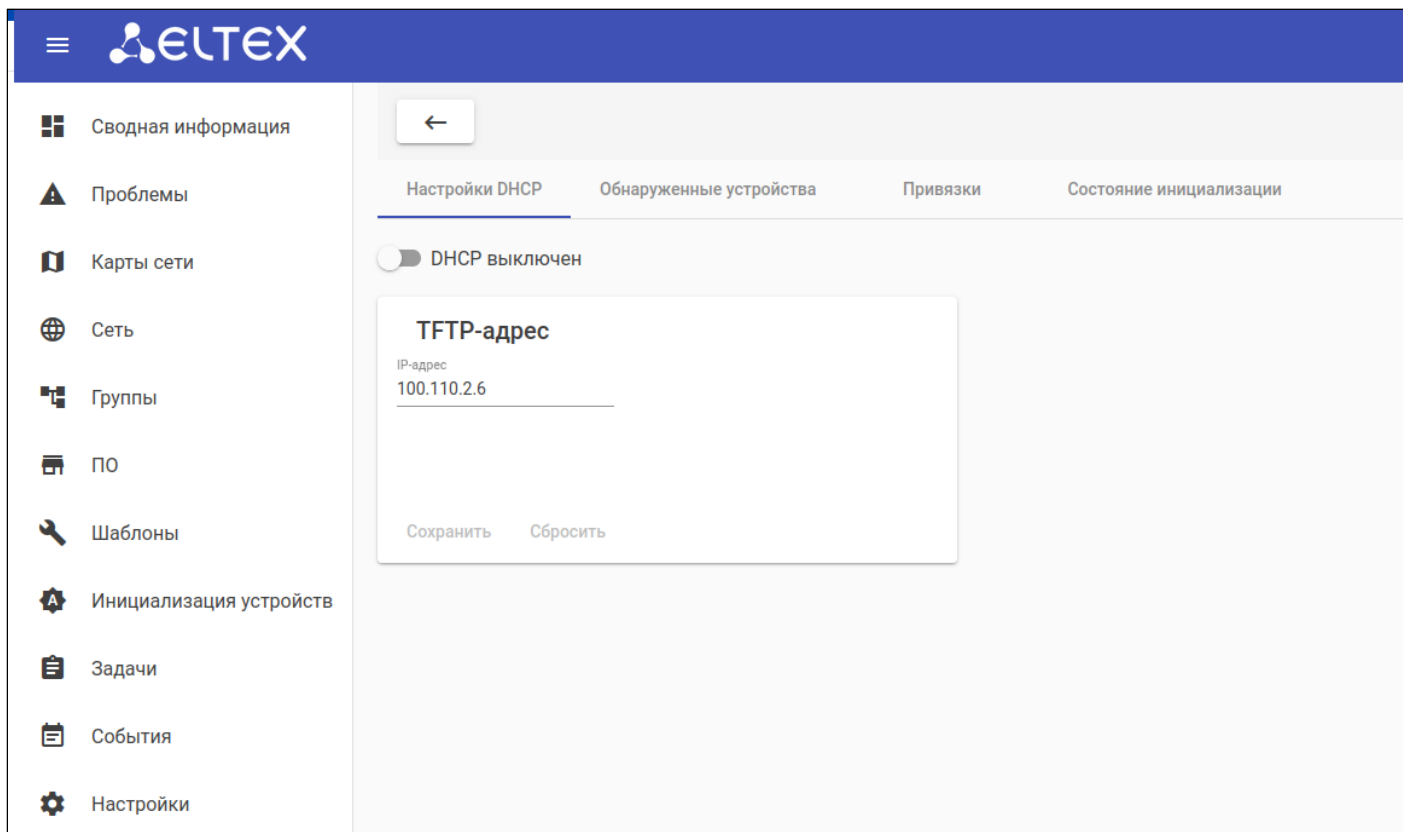 ELTEX
Сводная информация
Проблемы
Карты сети
Сеть
Группы
ПО
Шаблоны
Инициализация устройств
Задачи
События
Настройки
Настройки DHCP Обнаруженные устройства Привязки Состояние инициализации
DHCP выключен
TFTP-адрес
IP-адрес
100.110.2.6
Сохранить Сбросить